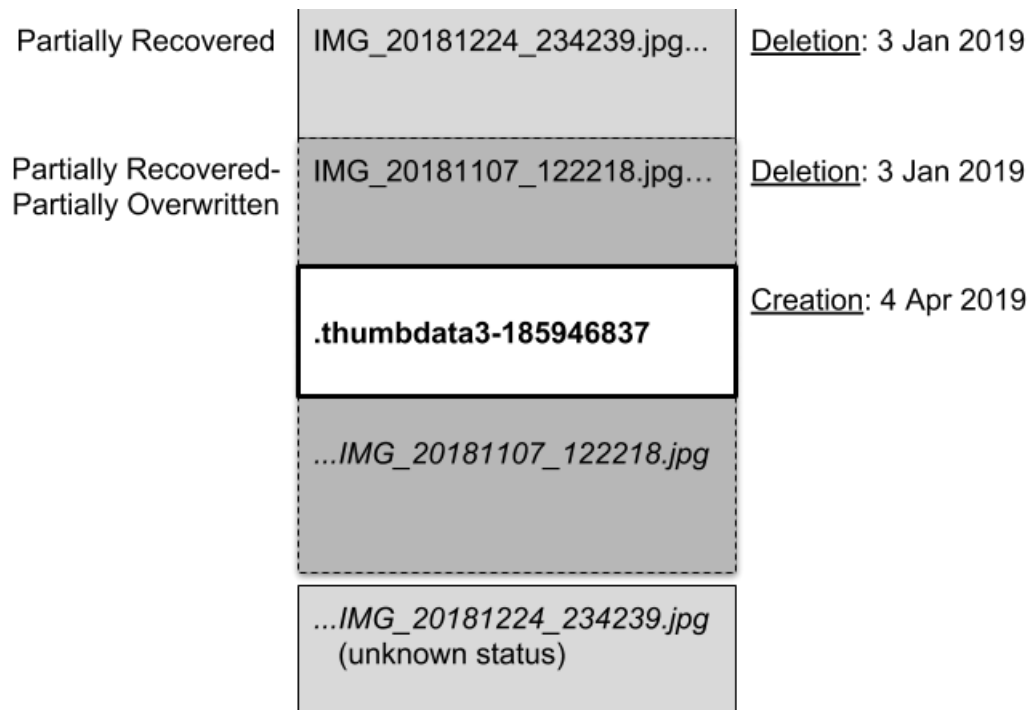 Partially Recovered IMG_20181224_234239.jpg... Deletion: 3 Jan 2019
Partially Recovered- IMG_20181107_122218.jpg… Deletion: 3 Jan 2019
Partially Overwritten
Creation: 4 Apr 2019
.thumbdata3-185946837
...IMG_20181107_122218.jpg
...IMG_20181224_234239.jpg
(unknown status)